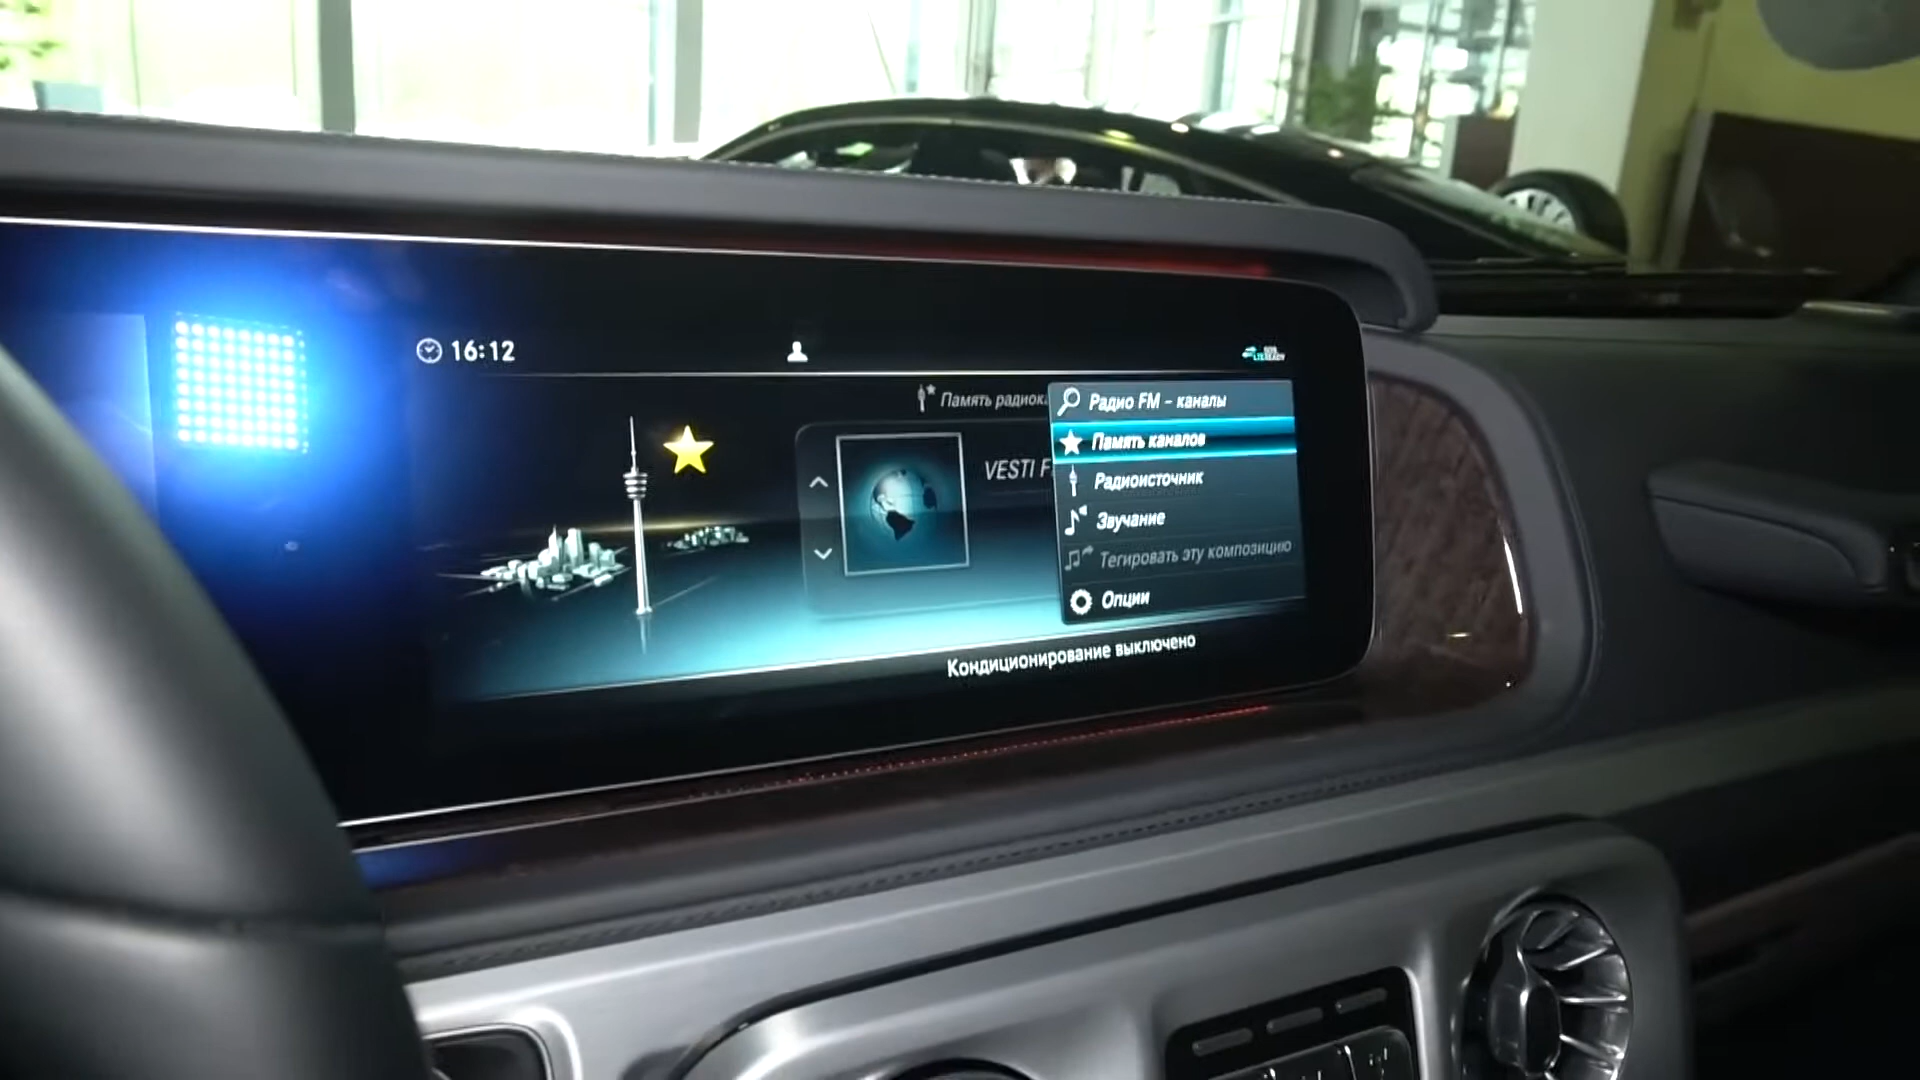 16:12
Память радиока
VESTI F
Радио FM - каналы
Память каналов
Радиоисточник
Звучание
Тегировать эту композицию
Опции
Кондиционирование выключено